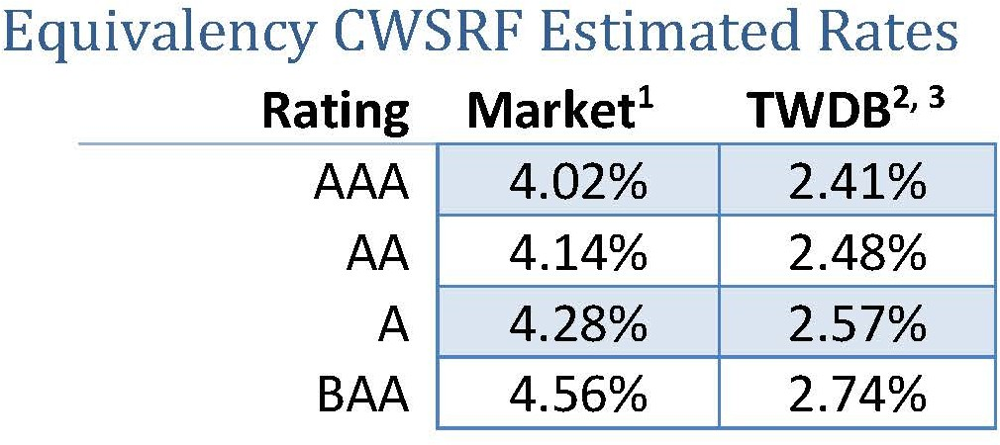 Equivalency CWSRF Estimated Rates
Rating Market¹ TWDB²˒ ³
AAA 4.02% 2.41%
AA 4.14% 2.48%
A 4.28% 2.57%
BAA 4.56% 2.74%